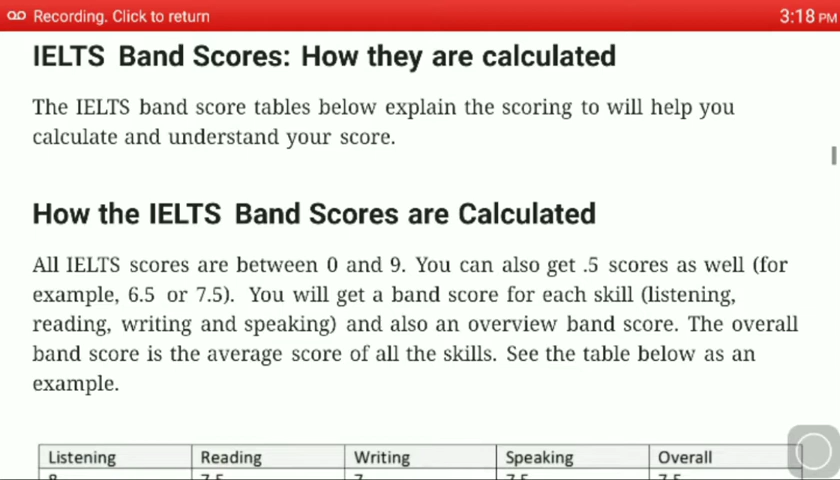 Recording. Click to return
3:18 PM
IELTS Band Scores: How they are calculated
The IELTS band score tables below explain the scoring to will help you
calculate and understand your score.
How the IELTS Band Scores are Calculated
All IELTS scores are between 0 and 9. You can also get .5 scores as well (for
example, 6.5 or 7.5). You will get a band score for each skill (listening,
reading, writing and speaking) and also an overview band score. The overall
band score is the average score of all the skills. See the table below as an
example.
Listening Reading Writing Speaking Overall